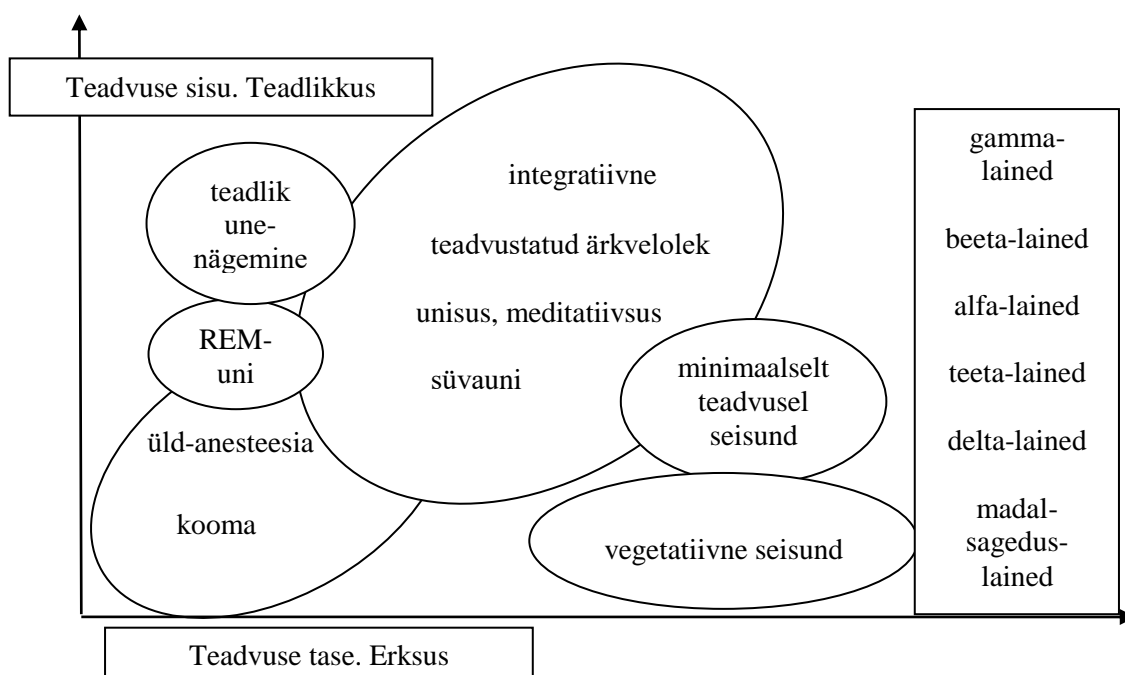 Teadvuse sisu. Teadlikkus
teadlik
une-
nägemine
REM-
uni
üld-anesteesia
kooma
integratiivne
teadvustatud ärkvelolek
unisus, meditatiivsus
süvauni
minimaalselt
teadvusel
seisund
vegetatiivne seisund
gamma-
lained
beeta-lained
alfa-lained
teeta-lained
delta-lained
madal-
sagedus-
lained
Teadvuse tase. Erksus